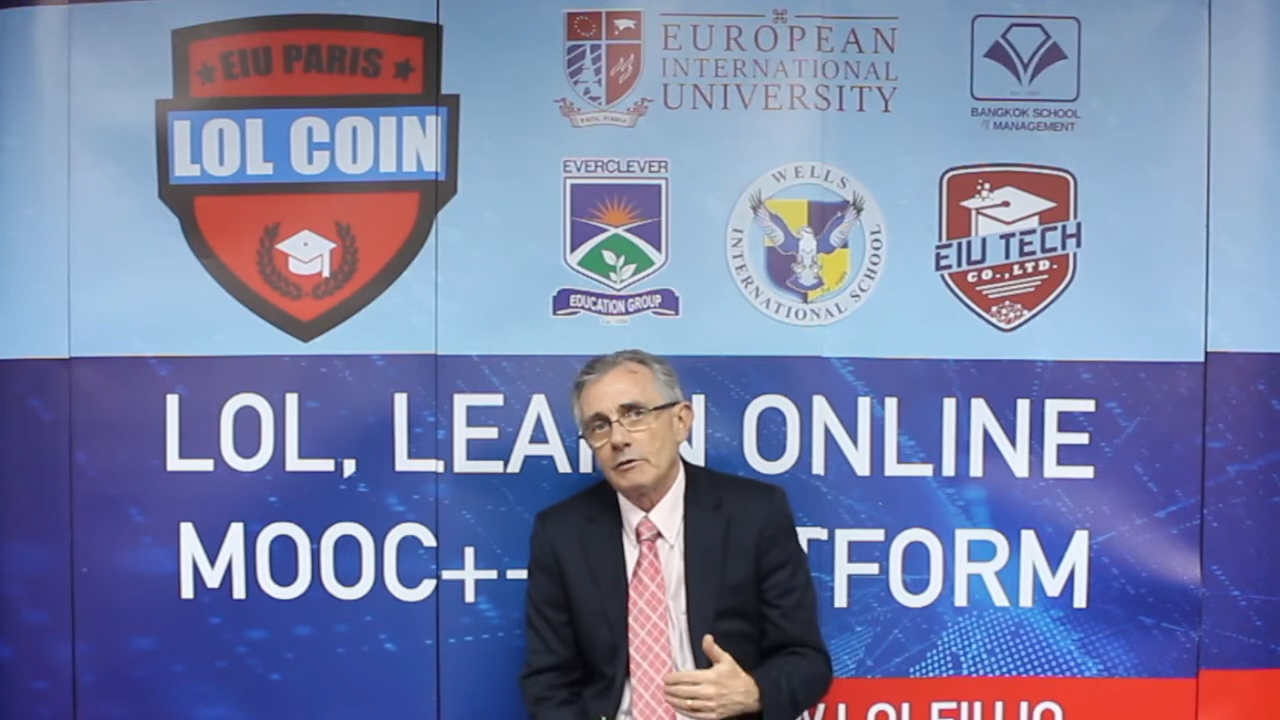 EIU PARIS
LOL COIN
EUROPEAN
INTERNATIONAL
UNIVERSITY
BANGKOK SCHOOL
MANAGEMENT
EVERCLEVER
EDUCATION GROUP
WELLS
INTERNATIONAL SCHOOL
EIU TECH
CO.,LTD.
LOL, LEA N ONLINE
MOOC+- TFORM